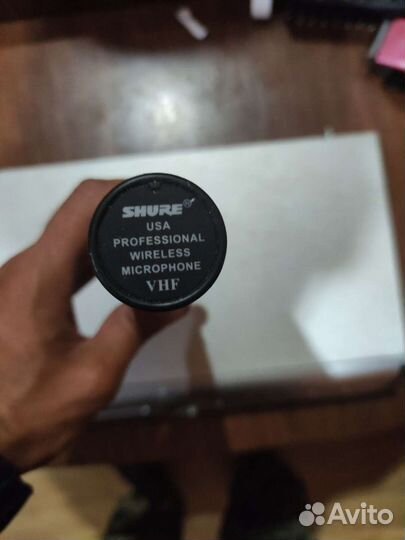 SHURE®
USA
PROFESSIONAL
WIRELESS
MICROPHONE
VHF
Avito